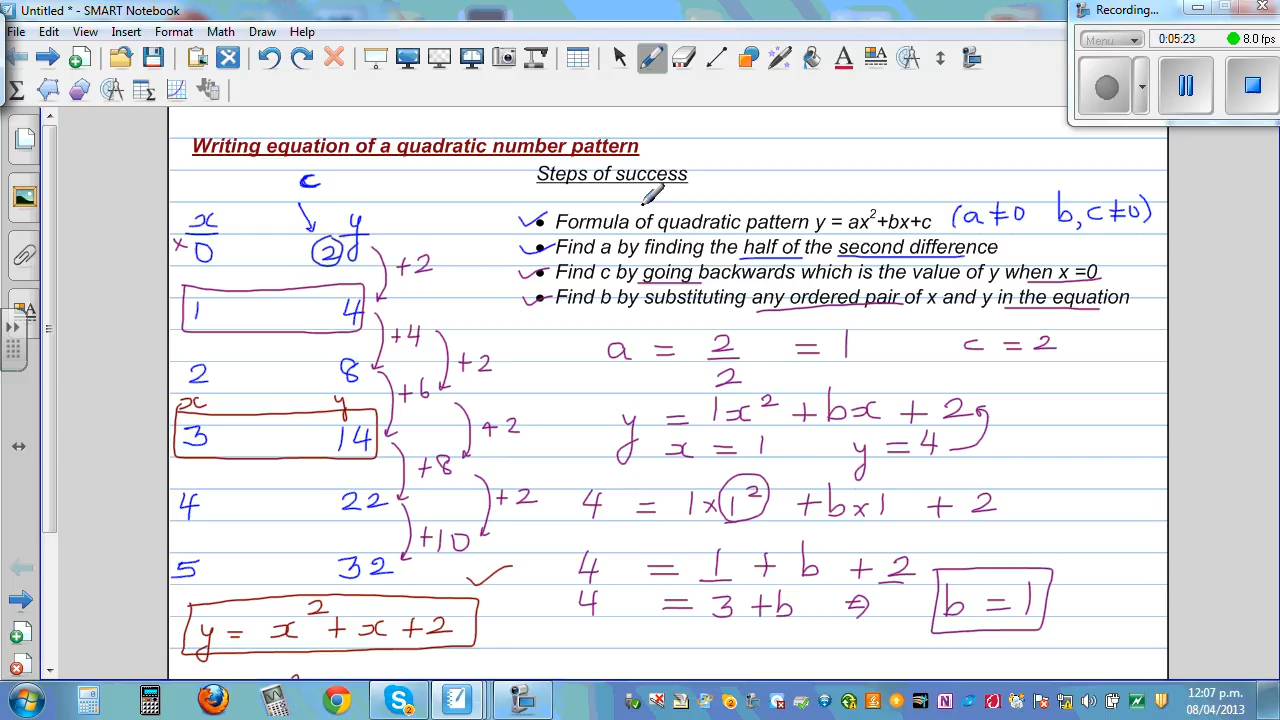 Untitled * - SMART Notebook
Recording...
File Edit View Insert Format Math Draw Help
Menu
0:05:23
8.0 fps
Writing equation of a quadratic number pattern
Steps of success
Formula of quadratic pattern y = ax²+bx+c (a≠0 b,c≠0)
Find a by finding the half of the second difference
Find c by going backwards which is the value of y when x =0
Find b by substituting any ordered pair of x and y in the equation
c
x y
x 0 2 +2
1 4 +4 +2
2 8 +6
x y
3 14 +2
+8
4 22 +2
+10
5 32
y = x² + x + 2
a = 2/2 = 1 c = 2
y = 1x² + bx + 2
x = 1 y = 4
4 = 1 × 1² + b×1 + 2
4 = 1 + b + 2
4 = 3 + b ⇒ b = 1
12:07 p.m.
08/04/2013